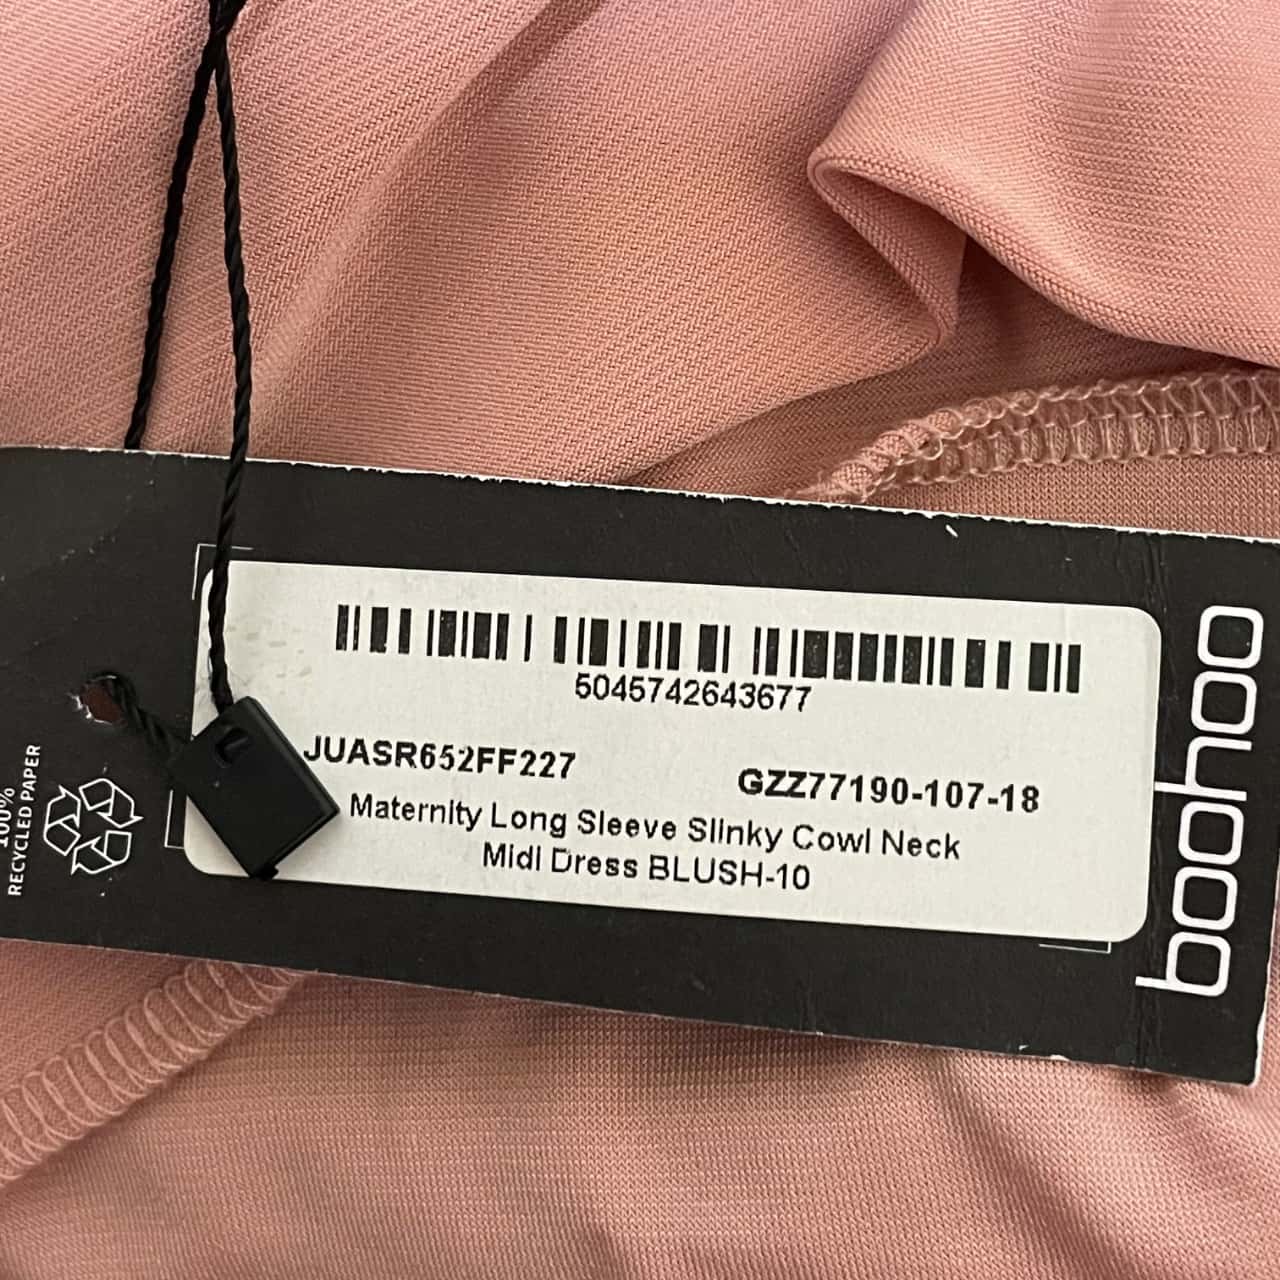 5045742643677
JUASR652FF227
GZZ77190-107-18
Maternity Long Sleeve Slinky Cowl Neck
Midi Dress BLUSH-10
boohoo
100%
RECYCLED PAPER